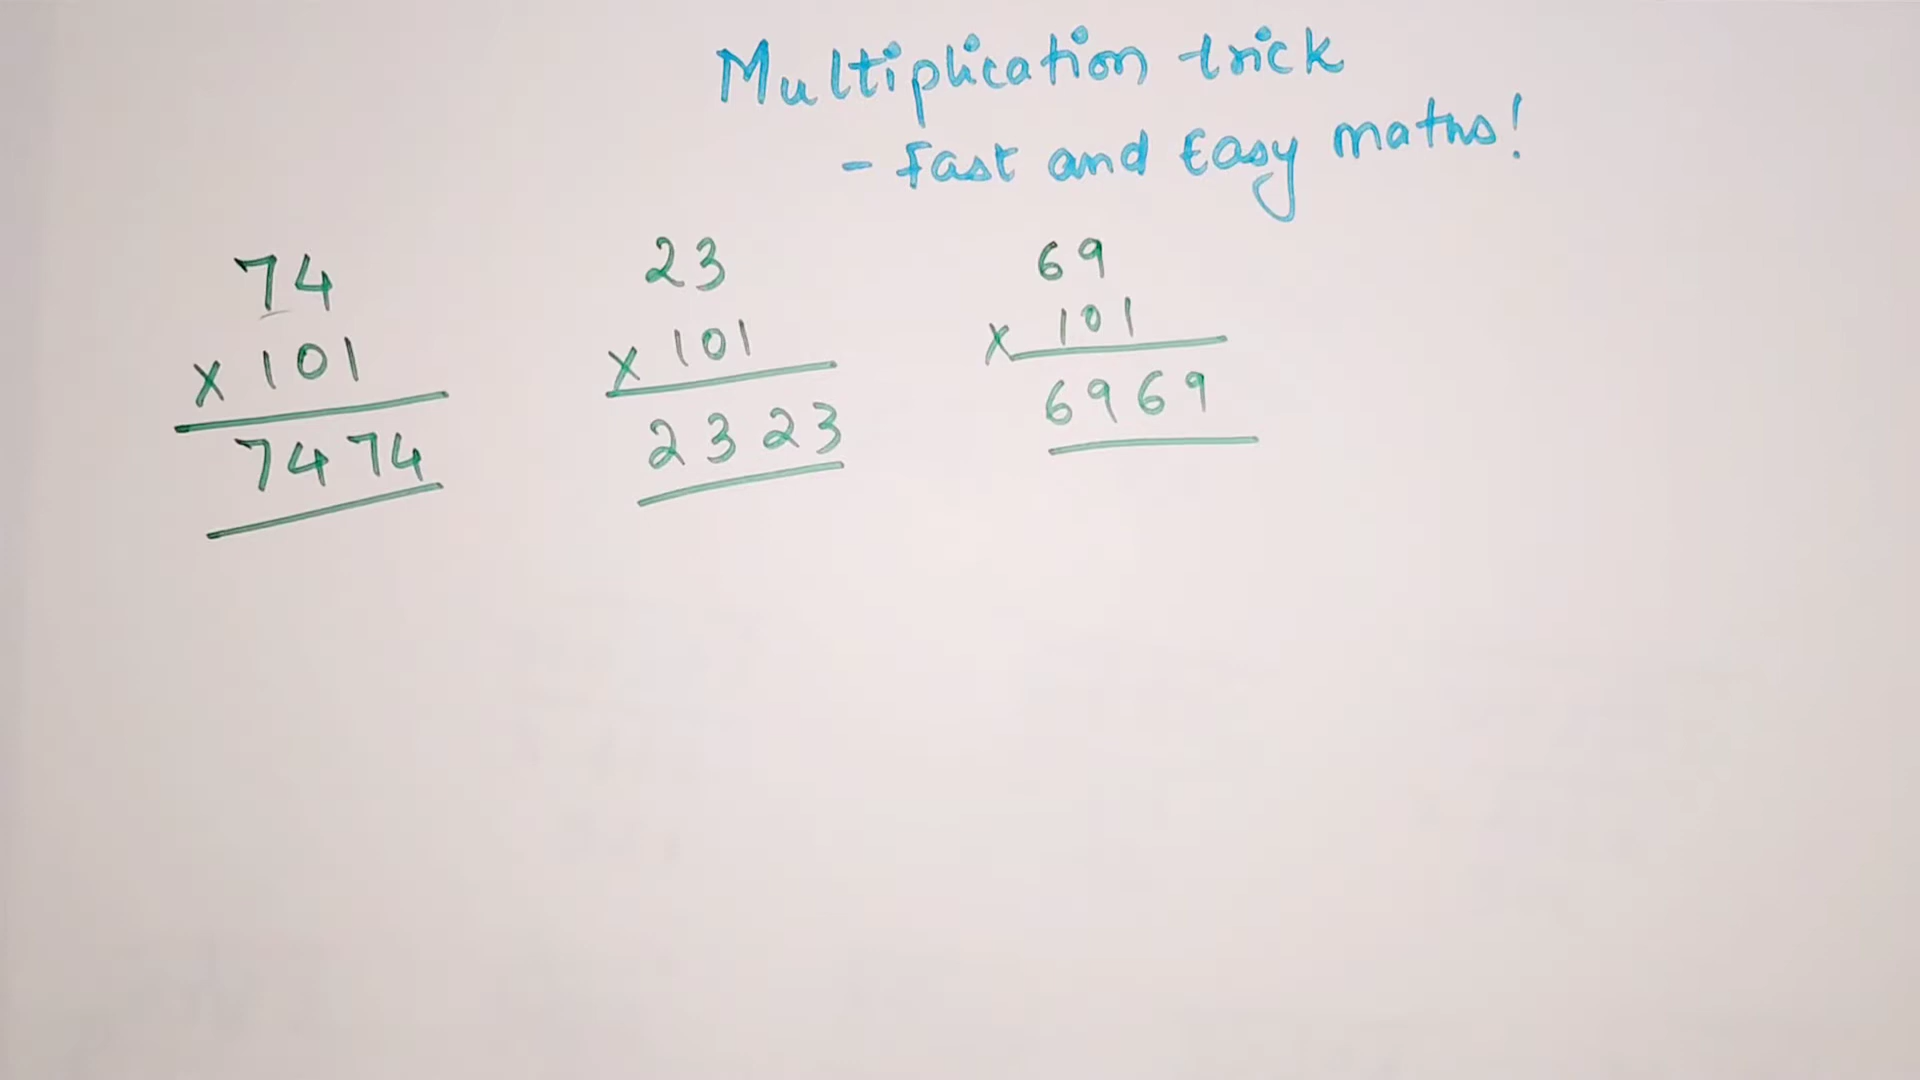 Multiplication trick
- fast and Easy maths!
74
x 101
7474
23
x 101
2323
69
x 101
6969